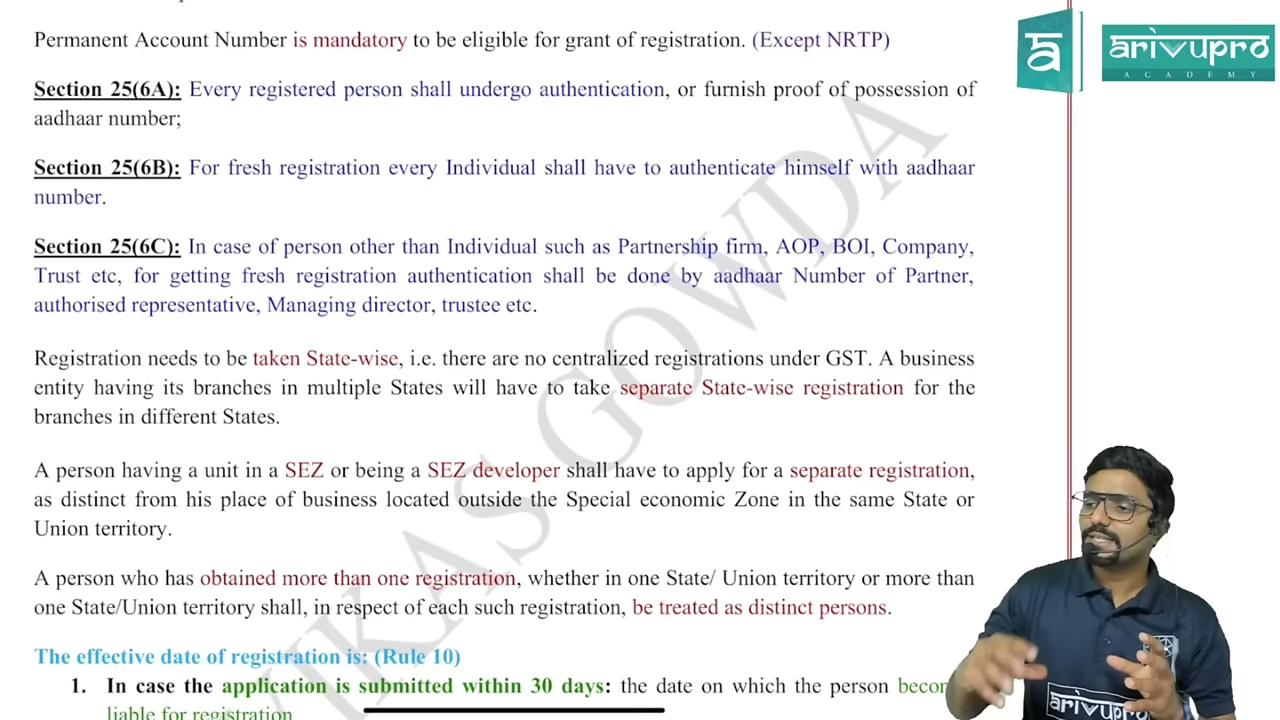 Permanent Account Number is mandatory to be eligible for grant of registration. (Except NRTP)
Section 25(6A): Every registered person shall undergo authentication, or furnish proof of possession of
aadhaar number;
Section 25(6B): For fresh registration every Individual shall have to authenticate himself with aadhaar
number.
Section 25(6C): In case of person other than Individual such as Partnership firm, AOP, BOI, Company,
Trust etc, for getting fresh registration authentication shall be done by aadhaar Number of Partner,
authorised representative, Managing director, trustee etc.
Registration needs to be taken State-wise, i.e. there are no centralized registrations under GST. A business
entity having its branches in multiple States will have to take separate State-wise registration for the
branches in different States.
A person having a unit in a SEZ or being a SEZ developer shall have to apply for a separate registration,
as distinct from his place of business located outside the Special economic Zone in the same State or
Union territory.
A person who has obtained more than one registration, whether in one State/ Union territory or more than
one State/Union territory shall, in respect of each such registration, be treated as distinct persons.
The effective date of registration is: (Rule 10)
1. In case the application is submitted within 30 days: the date on which the person becom
liable for registration
VIKAS GOWDA
arivupro
ACADEMY
arivupro